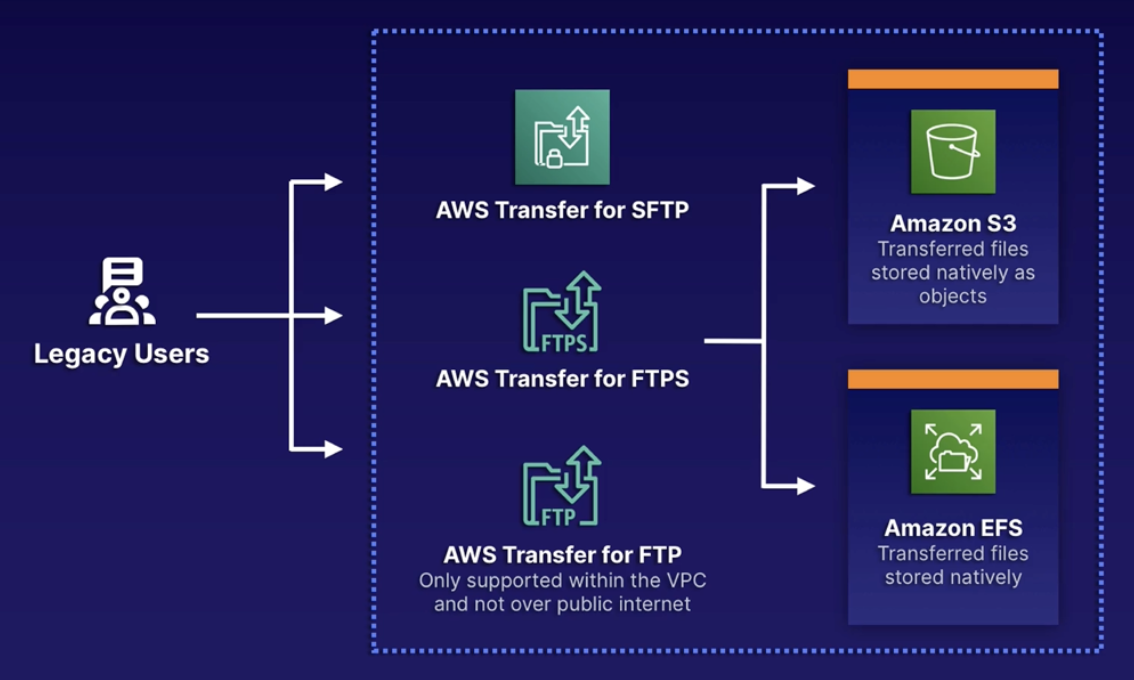 Legacy Users
AWS Transfer for SFTP
FTPS
AWS Transfer for FTPS
FTP
AWS Transfer for FTP
Only supported within the VPC
and not over public internet
Amazon S3
Transferred files
stored natively as
objects
Amazon EFS
Transferred files
stored natively